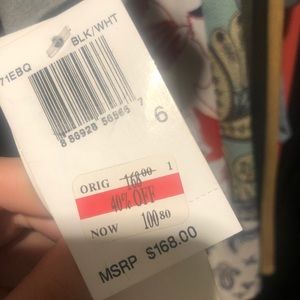 71EBQ
BLK/WHT
8 56928 56565 7
6
ORIG 168.00 1
40% OFF
NOW 100 80
MSRP $168.00